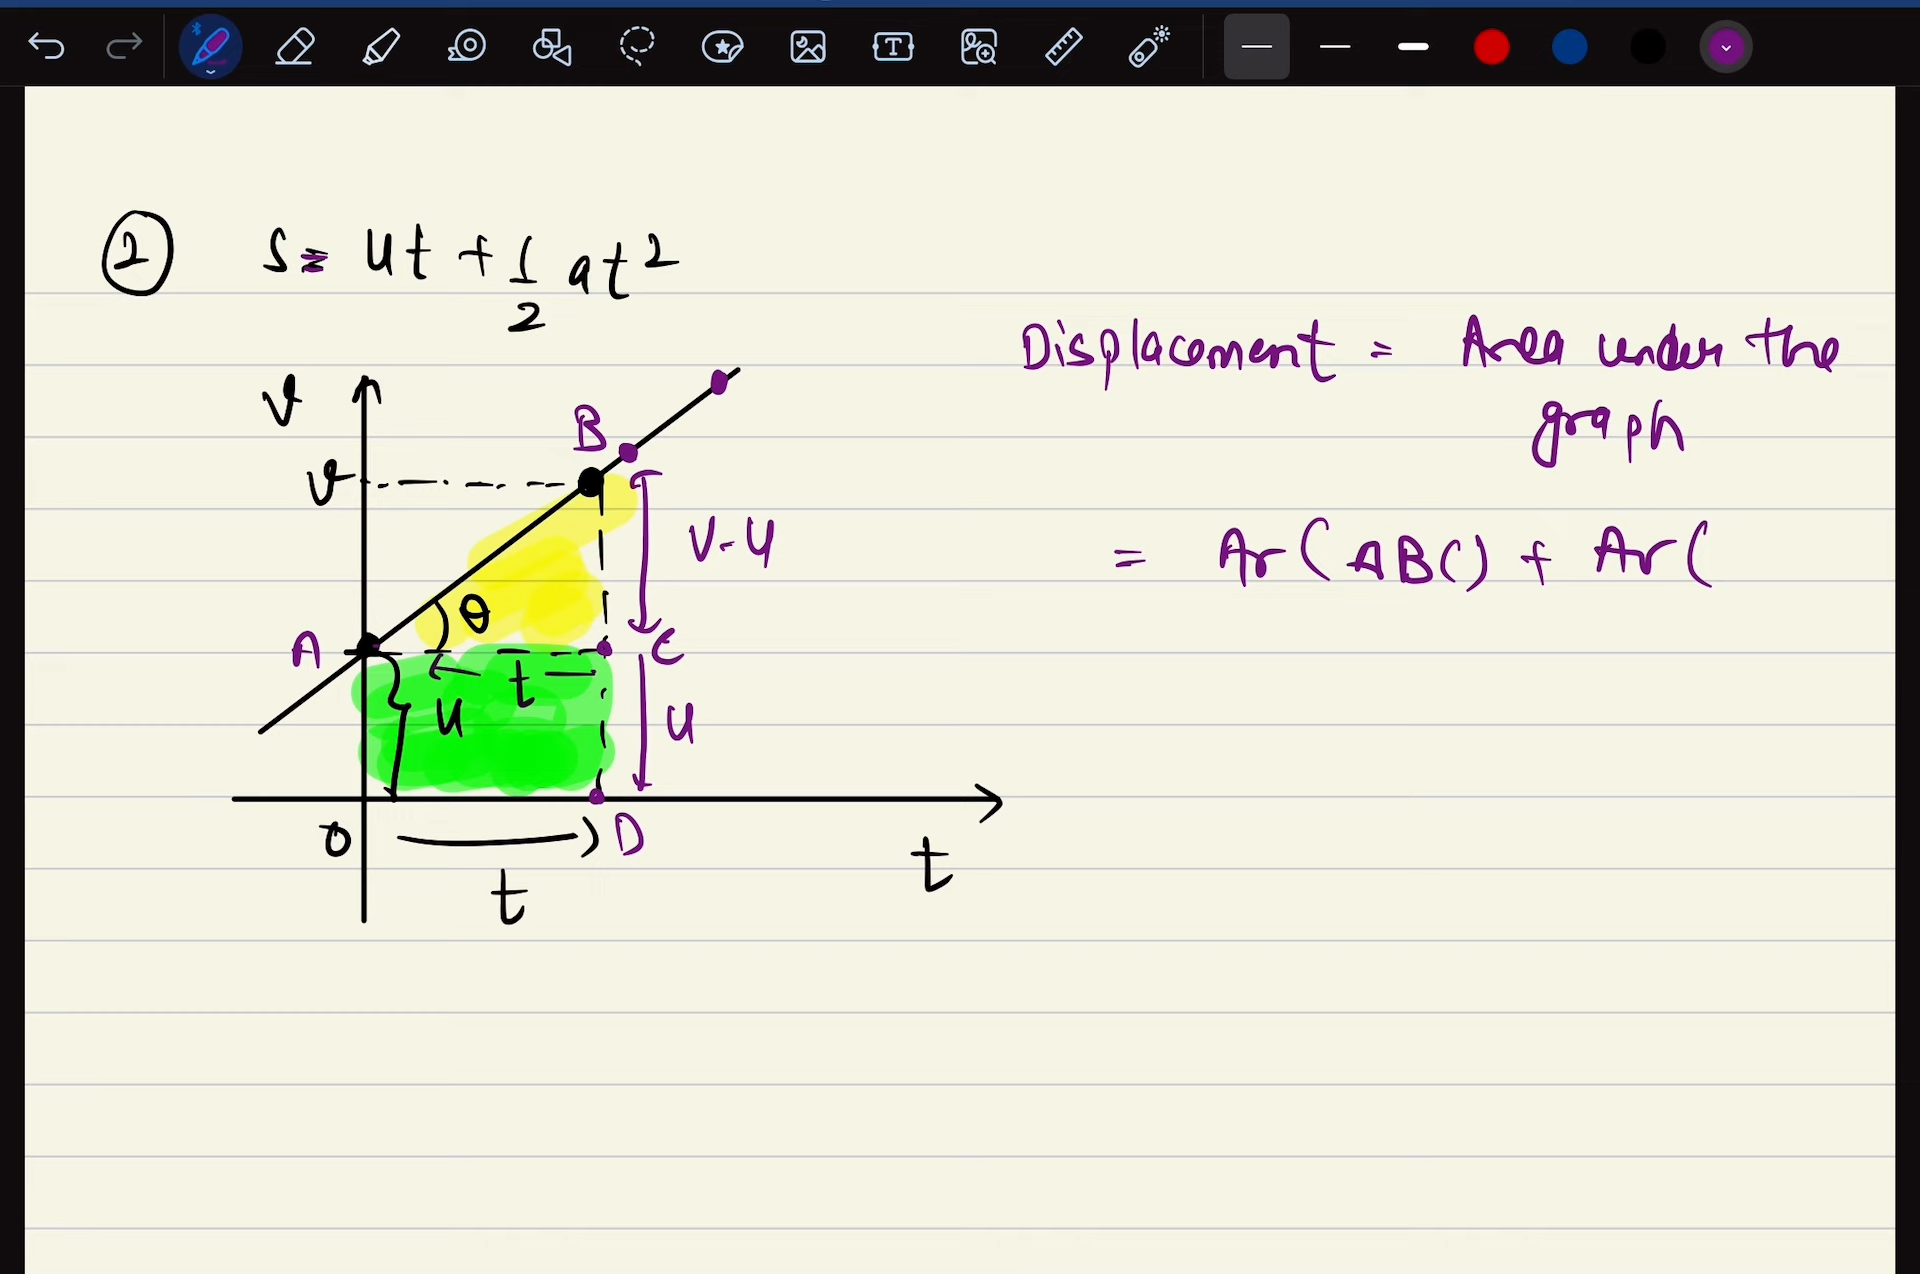 ② S = ut + 1/2 at²
Displacement = Area under the
graph
= Ar(ABC) + Ar(
v
v
B
V-u
θ
A
C
t
u
u
O
D
t
t